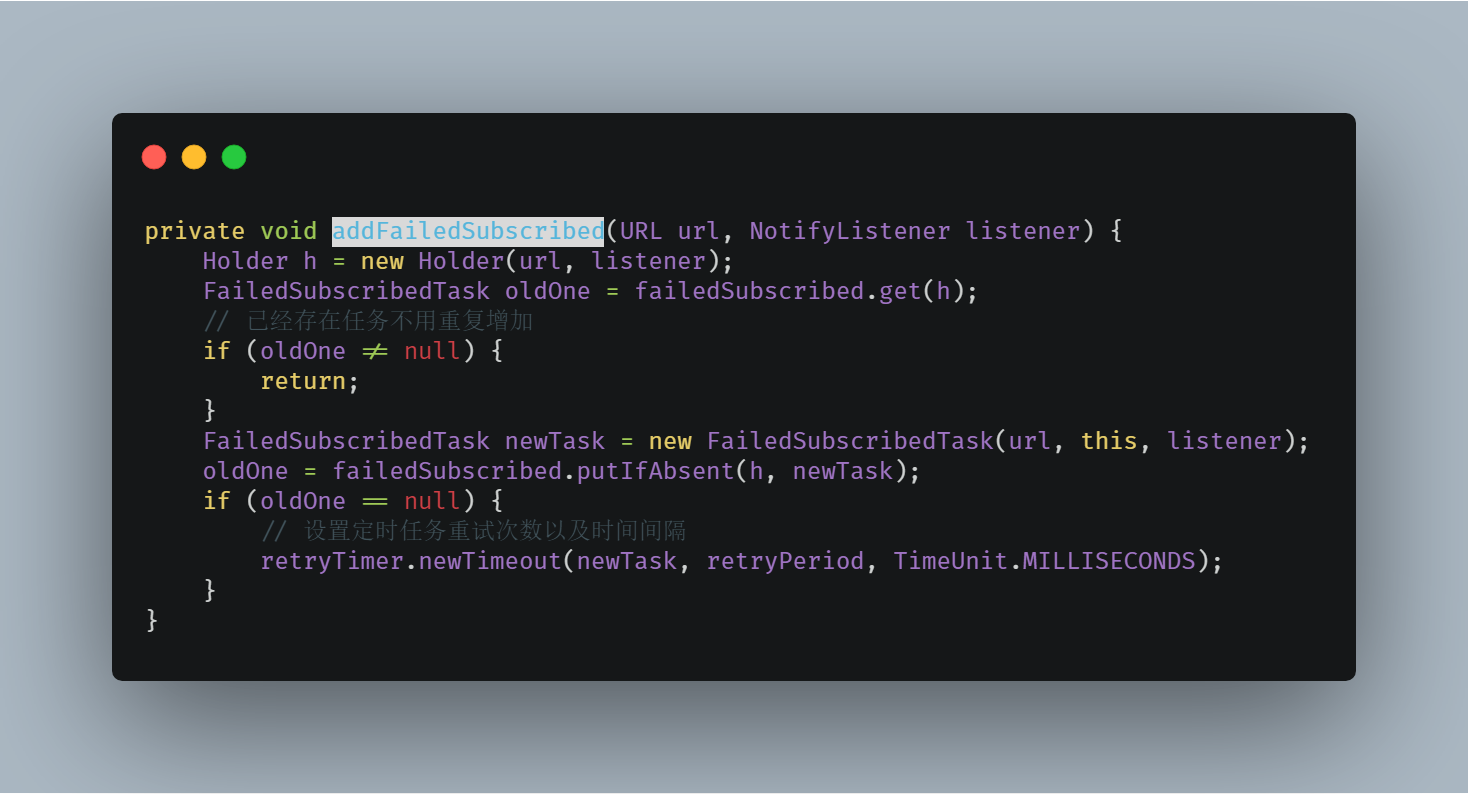 private void addFailedSubscribed(URL url, NotifyListener listener) {
    Holder h = new Holder(url, listener);
    FailedSubscribedTask oldOne = failedSubscribed.get(h);
    // 已经存在任务不用重复增加
    if (oldOne != null) {
        return;
    }
    FailedSubscribedTask newTask = new FailedSubscribedTask(url, this, listener);
    oldOne = failedSubscribed.putIfAbsent(h, newTask);
    if (oldOne == null) {
        // 设置定时任务重试次数以及时间间隔
        retryTimer.newTimeout(newTask, retryPeriod, TimeUnit.MILLISECONDS);
    }
}